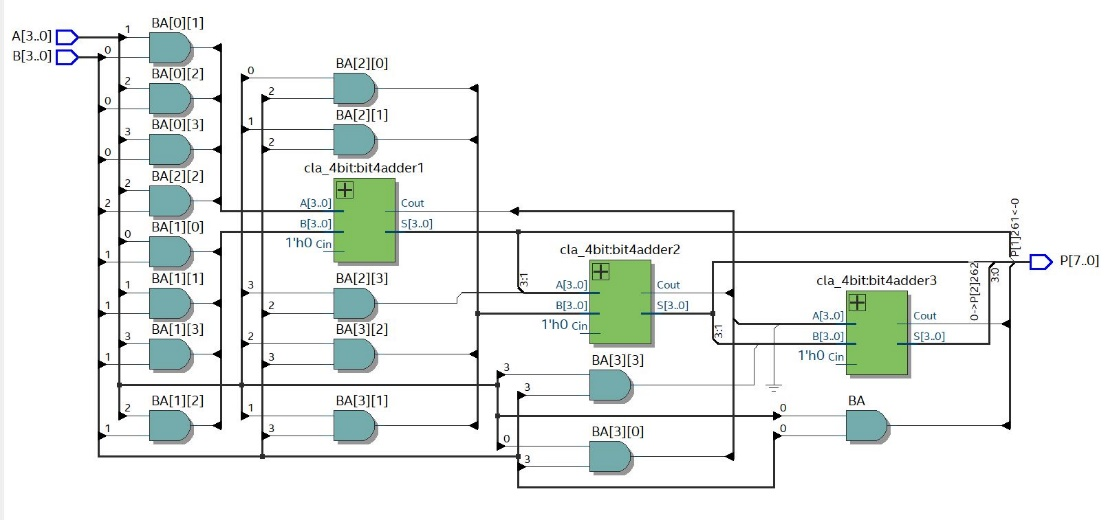 A[3..0]
B[3..0]
BA[0][1]
1
0
BA[0][2]
2
0
BA[0][3]
3
0
BA[2][2]
2
2
BA[1][0]
0
1
BA[1][1]
1
1
BA[1][3]
3
1
BA[1][2]
2
1
BA[2][0]
0
2
BA[2][1]
1
2
cla_4bit:bit4adder1
A[3..0]
B[3..0]
1'h0 Cin
Cout
S[3..0]
BA[2][3]
3
2
BA[3][2]
2
3
BA[3][1]
1
3
3:1
cla_4bit:bit4adder2
A[3..0]
B[3..0]
1'h0 Cin
Cout
S[3..0]
BA[3][3]
3
3
BA[3][0]
0
3
3:1
cla_4bit:bit4adder3
A[3..0]
B[3..0]
1'h0 Cin
Cout
S[3..0]
BA
0
0
0->P[2]262
3:0
P[1]261<-0
P[7..0]